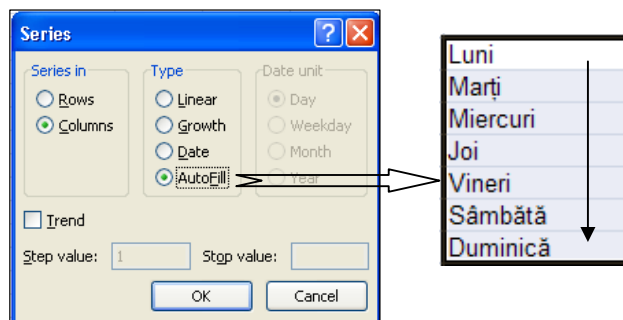 Series
Series in
Rows
Columns
Type
Linear
Growth
Date
AutoFill
Date unit
Day
Weekday
Month
Year
Trend
Step value: 1
Stop value:
OK
Cancel
Luni
Marți
Miercuri
Joi
Vineri
Sâmbătă
Duminică